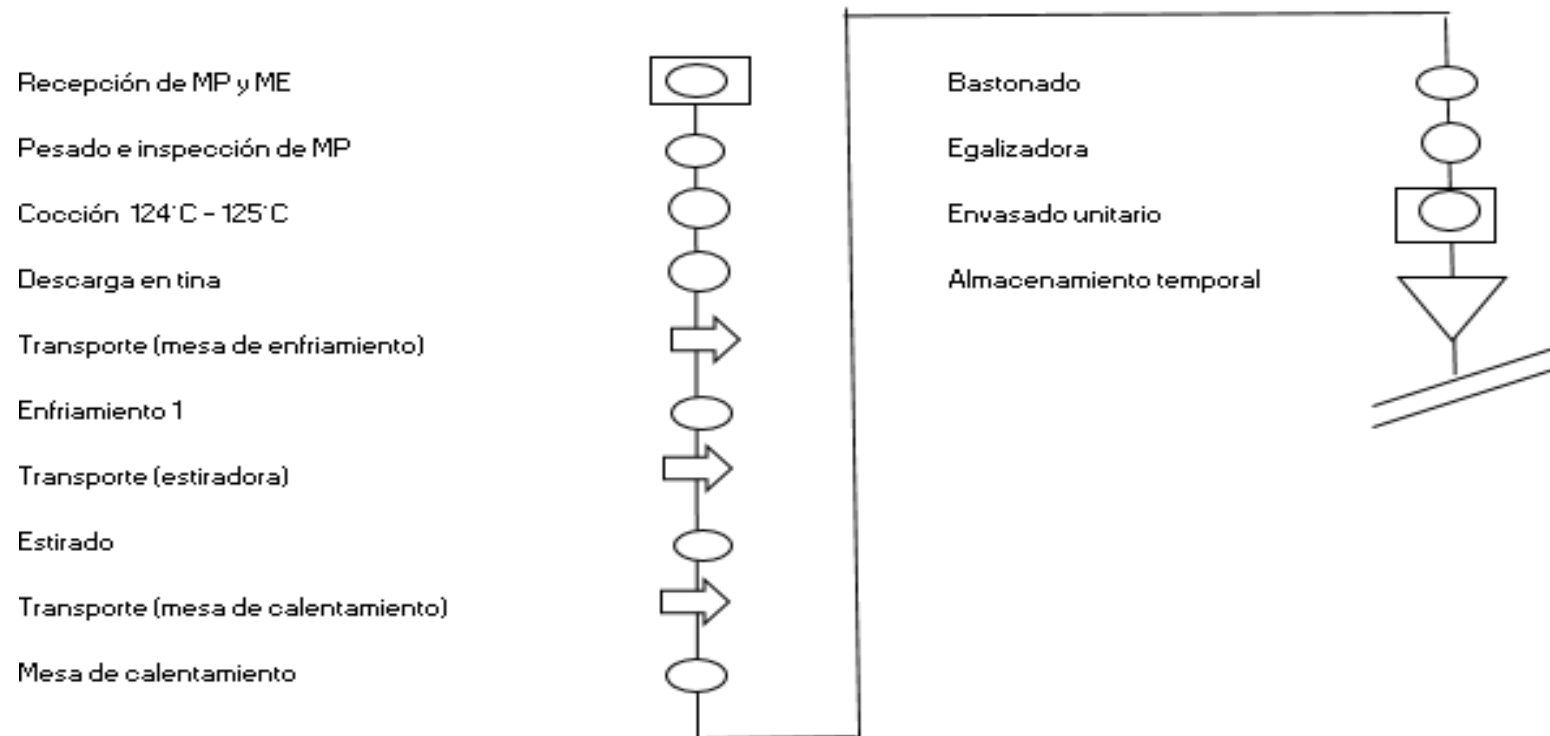 Recepción de MP y ME
Pesado e inspección de MP
Cocción 124°C - 125°C
Descarga en tina
Transporte (mesa de enfriamiento)
Enfriamiento 1
Transporte (estiradora)
Estirado
Transporte (mesa de calentamiento)
Mesa de calentamiento
Bastonado
Egalizadora
Envasado unitario
Almacenamiento temporal